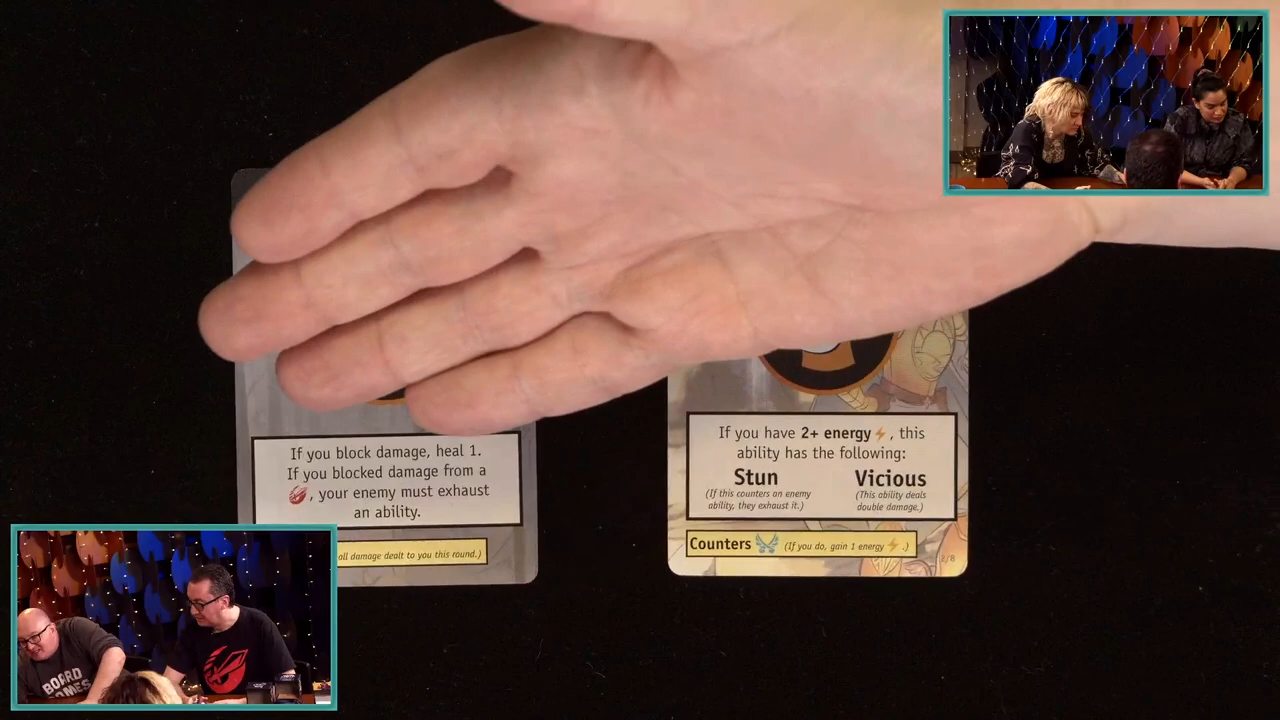 If you block damage, heal 1.
If you blocked damage from a
, your enemy must exhaust
an ability.
all damage dealt to you this round.)
If you have 2+ energy , this
ability has the following:
Stun
(If this counters an enemy
ability, they exhaust it.)
Vicious
(This ability deals
double damage.)
Counters (If you do, gain 1 energy .)
3/8
BOARD
GAMES